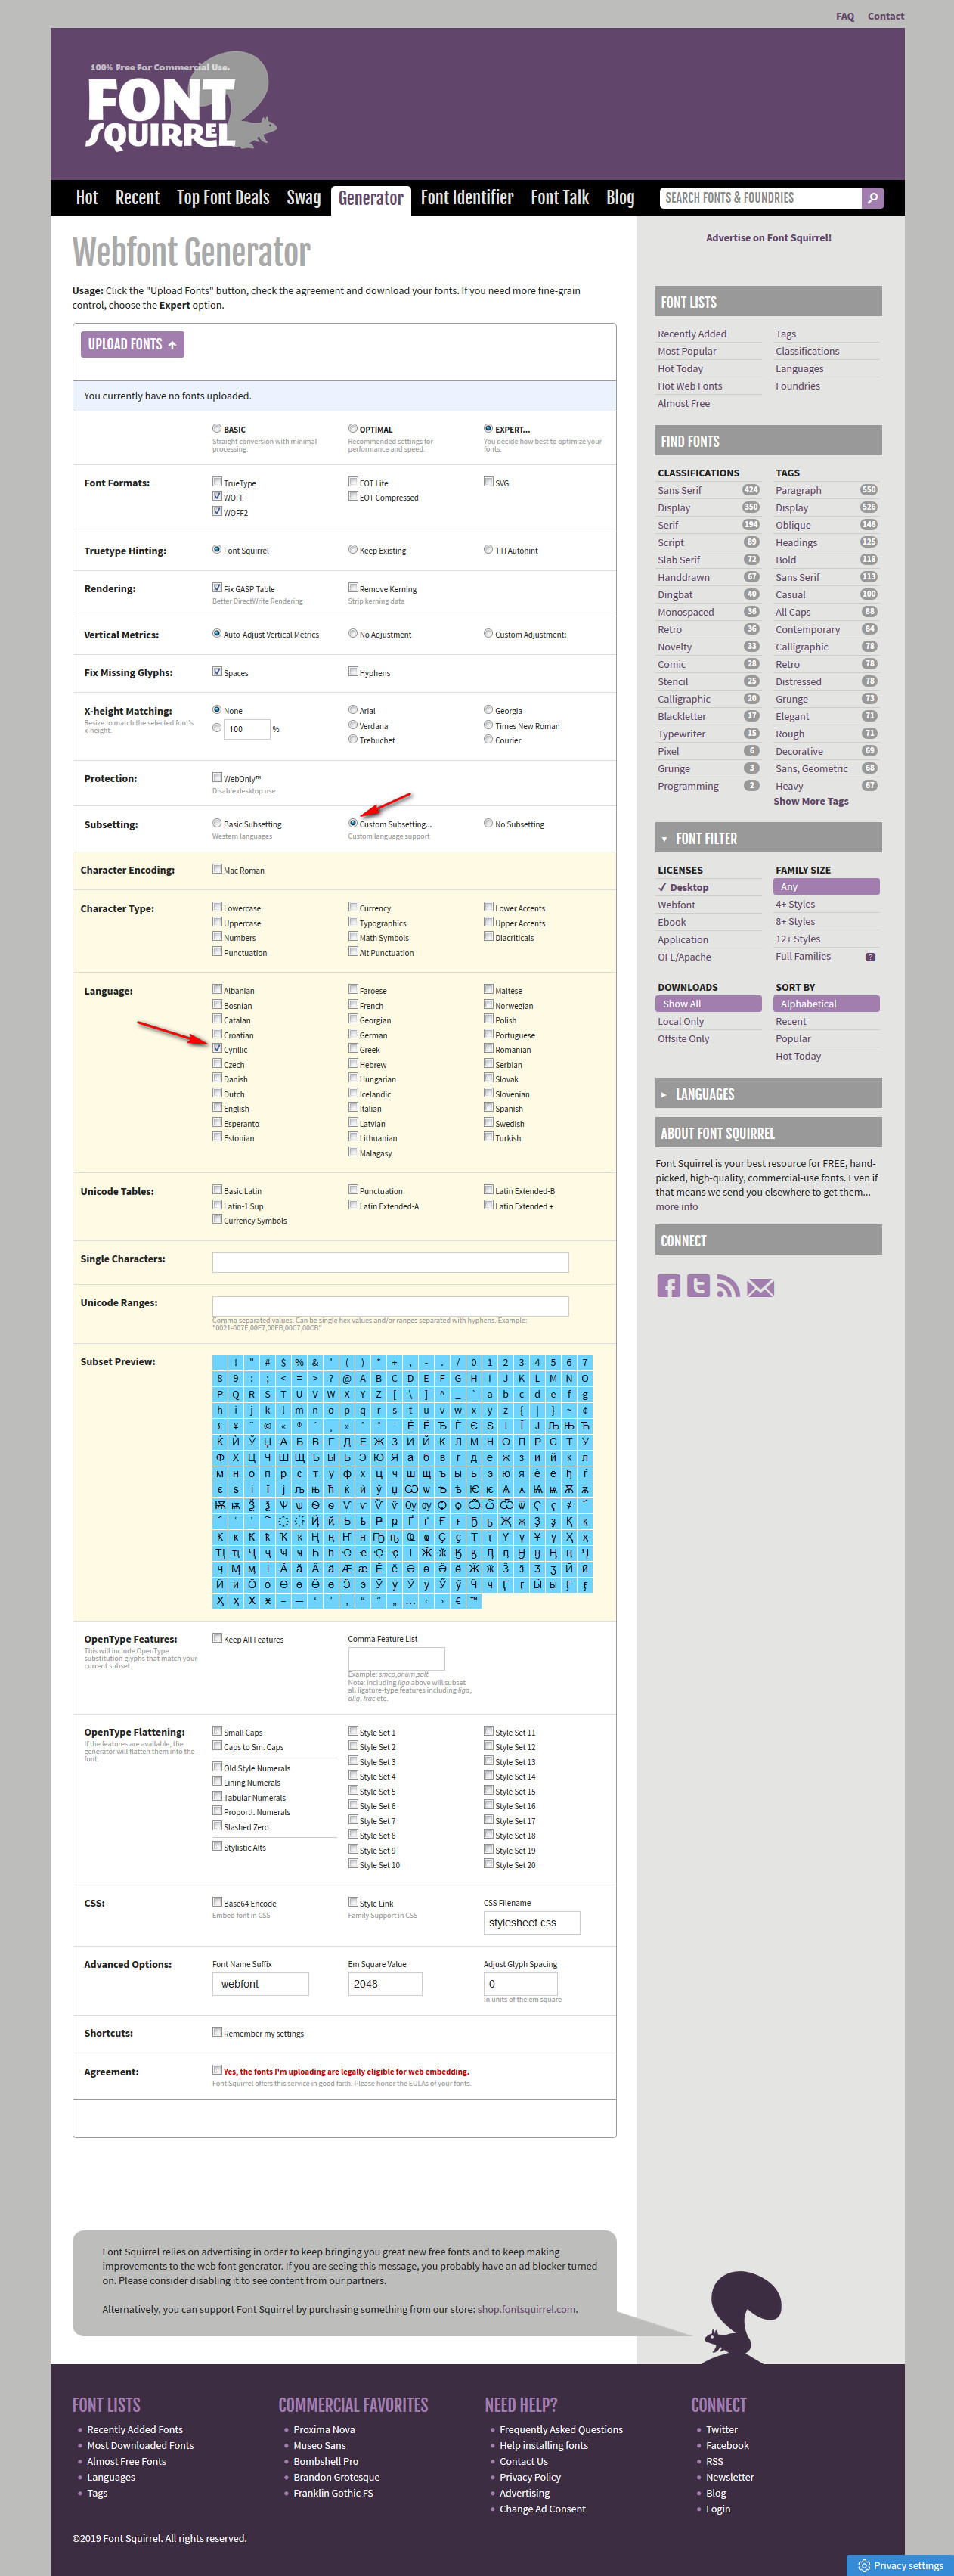 FAQ Contact
100% Free For Commercial Use.
FONT
SQUIRREL
Hot Recent Top Font Deals Swag Generator Font Identifier Font Talk Blog SEARCH FONTS & FOUNDRIES
Webfont Generator
Usage: Click the "Upload Fonts" button, check the agreement and download your fonts. If you need more fine-grain
control, choose the Expert option.
UPLOAD FONTS
You currently have no fonts uploaded.
BASIC OPTIMAL EXPERT...
Straight conversion with minimal Recommended settings for You decide how best to optimize your
processing. performance and speed. fonts.
Font Formats: TrueType EOT Lite SVG
WOFF EOT Compressed
WOFF2
Truetype Hinting: Font Squirrel Keep Existing TTFAutohint
Rendering: Fix GASP Table Remove Kerning
Better DirectWrite Rendering Strip kerning data
Vertical Metrics: Auto-Adjust Vertical Metrics No Adjustment Custom Adjustment:
Fix Missing Glyphs: Spaces Hyphens
X-height Matching: None Arial Georgia
Resize to match the selected font's
x-height.
100 % Verdana Times New Roman
Trebuchet Courier
Protection: WebOnly™
Disable desktop use
Subsetting: Basic Subsetting Custom Subsetting... No Subsetting
Western languages Custom language support
Character Encoding: Mac Roman
Character Type: Lowercase Currency Lower Accents
Uppercase Typographics Upper Accents
Numbers Math Symbols Diacriticals
Punctuation Alt Punctuation
Language: Albanian Faroese Maltese
Bosnian French Norwegian
Catalan Georgian Polish
Croatian German Portuguese
Cyrillic Greek Romanian
Czech Hebrew Serbian
Danish Hungarian Slovak
Dutch Icelandic Slovenian
English Italian Spanish
Esperanto Latvian Swedish
Estonian Lithuanian Turkish
Malagasy
Unicode Tables: Basic Latin Punctuation Latin Extended-B
Latin-1 Sup Latin Extended-A Latin Extended +
Currency Symbols
Single Characters:
Unicode Ranges:
Comma separated values. Can be single hex values and/or ranges separated with hyphens. Example:
"0021-007E,00E7,00EB,00C7,00CB"
Subset Preview: ! " # $ % & ' ( ) * + , - . / 0 1 2 3 4 5 6 7
8 9 : ; < = > ? @ A B C D E F G H I J K L M N O
P Q R S T U V W X Y Z [ \ ] ^ _ ` a b c d e f g
h i j k l m n o p q r s t u v w x y z { | } ~ ¢
Ќ Ѝ Ў Џ А Б В Г Д Е Ж З И Й К Л М Н О П Р С Т У
Ф Х Ц Ч Ш Щ Ъ Ы Ь Э Ю Я а б в г д е ж з и й к л
м н о п р с т у ф х ц ч ш щ ъ ы ь э ю я ѐ ё ђ ѓ
OpenType Features: Keep All Features Comma Feature List
This will include OpenType
substitution glyphs that match your
current subset.
Example: smcp,onum,salt
Note: including liga above will subset
all ligature-type features including liga,
dlig, frac etc.
OpenType Flattening: Small Caps Style Set 1 Style Set 11
If the features are available, the
generator will flatten them into the
font.
Caps to Sm. Caps Style Set 2 Style Set 12
Old Style Numerals Style Set 3 Style Set 13
Lining Numerals Style Set 4 Style Set 14
Tabular Numerals Style Set 5 Style Set 15
Proportl. Numerals Style Set 6 Style Set 16
Slashed Zero Style Set 7 Style Set 17
Style Set 8 Style Set 18
Stylistic Alts Style Set 9 Style Set 19
Style Set 10 Style Set 20
CSS: Base64 Encode Style Link CSS Filename
Embed font in CSS Family Support in CSS stylesheet.css
Advanced Options: Font Name Suffix Em Square Value Adjust Glyph Spacing
-webfont 2048 0
In units of the em square
Shortcuts: Remember my settings
Agreement: Yes, the fonts I'm uploading are legally eligible for web embedding.
Font Squirrel offers this service in good faith. Please honor the EULAs of your fonts.
Advertise on Font Squirrel!
FONT LISTS
Recently Added Tags
Most Popular Classifications
Hot Today Languages
Hot Web Fonts Foundries
Almost Free
FIND FONTS
CLASSIFICATIONS TAGS
Sans Serif 424 Paragraph 550
Display 350 Display 526
Serif 194 Oblique 146
Script 89 Headings 125
Slab Serif 72 Bold 118
Handdrawn 67 Sans Serif 113
Dingbat 40 Casual 100
Monospaced 36 All Caps 88
Retro 36 Contemporary 84
Novelty 33 Calligraphic 78
Comic 28 Retro 78
Stencil 25 Distressed 78
Calligraphic 20 Grunge 73
Blackletter 17 Elegant 71
Typewriter 15 Rough 71
Pixel 6 Decorative 69
Grunge 3 Sans, Geometric 68
Programming 2 Heavy 67
Show More Tags
FONT FILTER
LICENSES FAMILY SIZE
✓ Desktop Any
Webfont 4+ Styles
Ebook 8+ Styles
Application 12+ Styles
OFL/Apache Full Families ?
DOWNLOADS SORT BY
Show All Alphabetical
Local Only Recent
Offsite Only Popular
Hot Today
LANGUAGES
ABOUT FONT SQUIRREL
Font Squirrel is your best resource for FREE, hand-
picked, high-quality, commercial-use fonts. Even if
that means we send you elsewhere to get them...
more info
CONNECT
Font Squirrel relies on advertising in order to keep bringing you great new free fonts and to keep making
improvements to the web font generator. If you are seeing this message, you probably have an ad blocker turned
on. Please consider disabling it to see content from our partners.
Alternatively, you can support Font Squirrel by purchasing something from our store: shop.fontsquirrel.com.
FONT LISTS COMMERCIAL FAVORITES NEED HELP? CONNECT
Recently Added Fonts Proxima Nova Frequently Asked Questions Twitter
Most Downloaded Fonts Museo Sans Help installing fonts Facebook
Almost Free Fonts Bombshell Pro Contact Us RSS
Languages Brandon Grotesque Privacy Policy Newsletter
Tags Franklin Gothic FS Advertising Blog
Change Ad Consent Login
©2019 Font Squirrel. All rights reserved.
Privacy settings